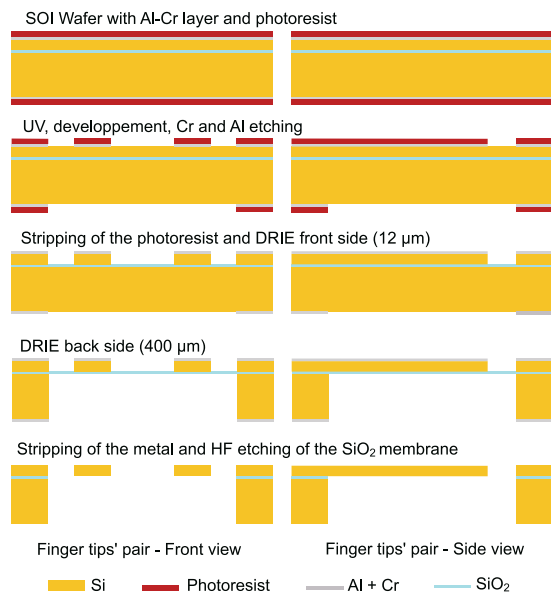 SOI Wafer with Al-Cr layer and photoresist
UV, developpement, Cr and Al etching
Stripping of the photoresist and DRIE front side (12 µm)
DRIE back side (400 µm)
Stripping of the metal and HF etching of the SiO₂ membrane
Finger tips' pair - Front view
Finger tips' pair - Side view
Si
Photoresist
Al + Cr
SiO₂